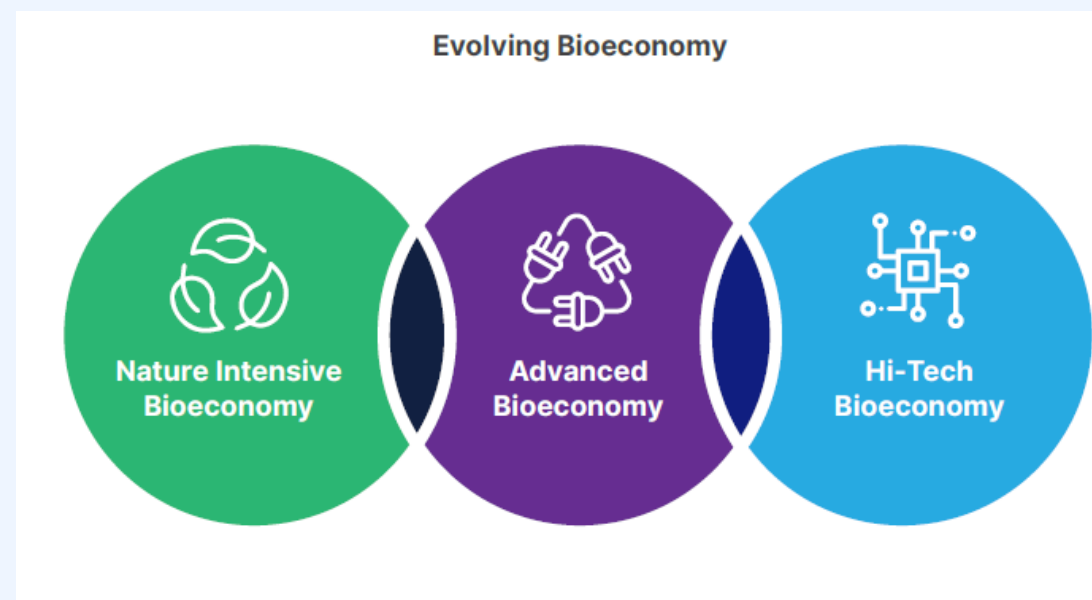 Evolving Bioeconomy
Nature Intensive
Bioeconomy
Advanced
Bioeconomy
Hi-Tech
Bioeconomy